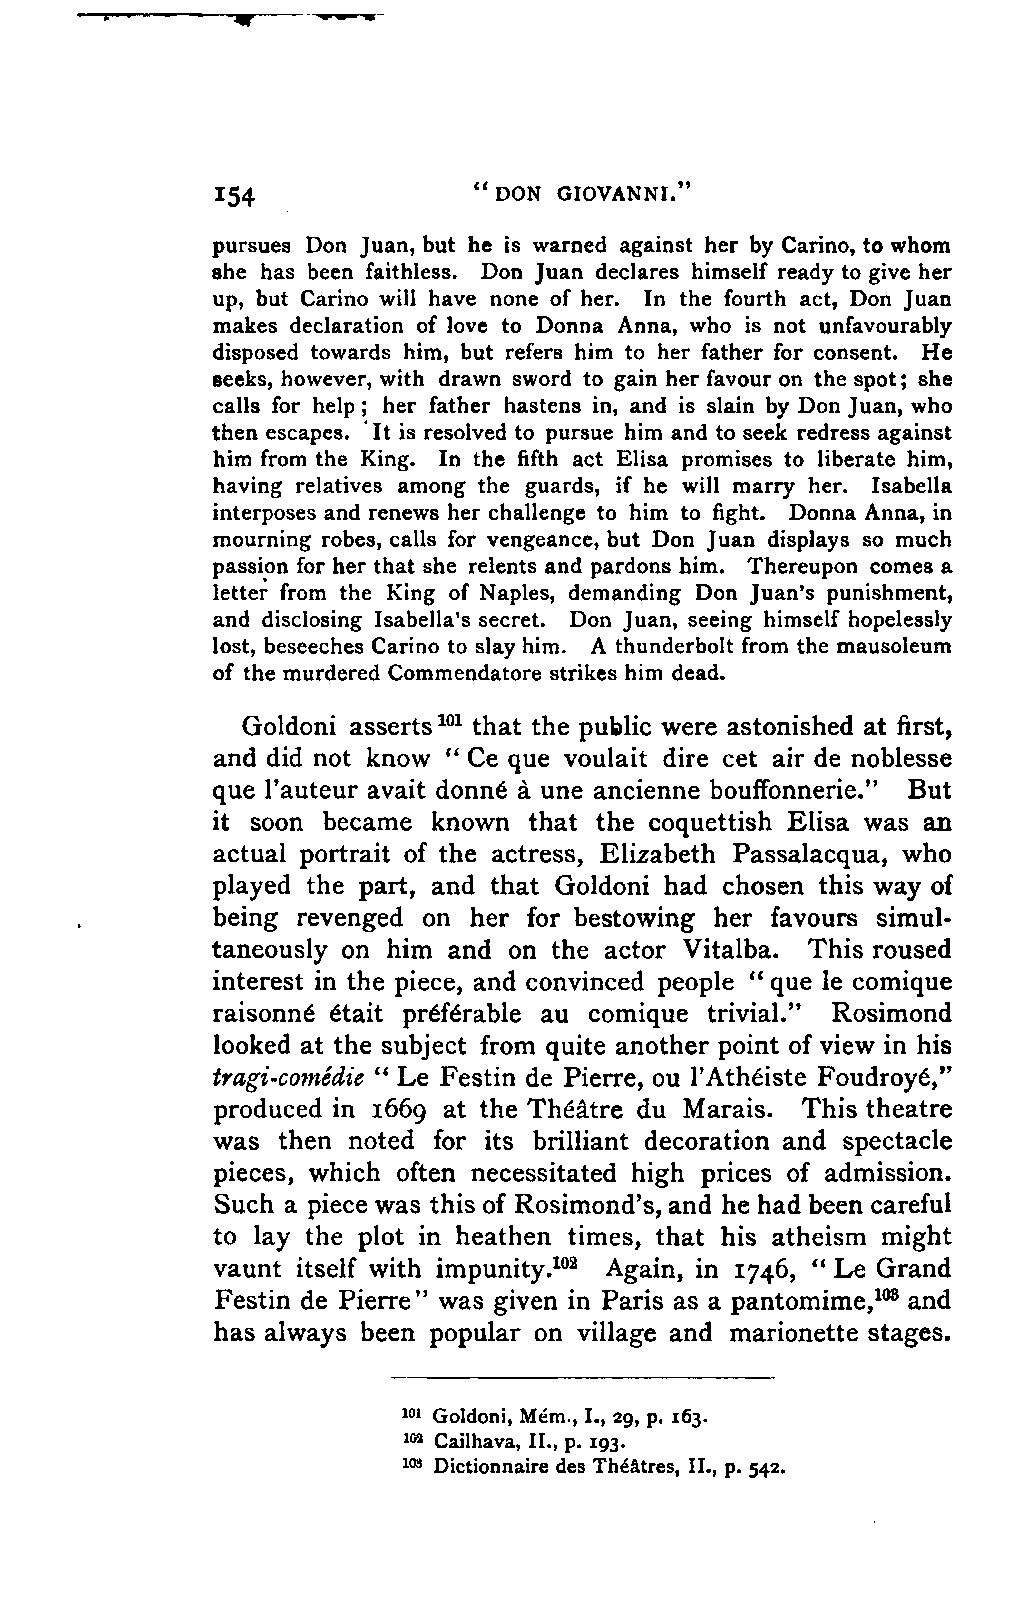 154 " DON GIOVANNI."
pursues Don Juan, but he is warned against her by Carino, to whom
she has been faithless. Don Juan declares himself ready to give her
up, but Carino will have none of her. In the fourth act, Don Juan
makes declaration of love to Donna Anna, who is not unfavourably
disposed towards him, but refers him to her father for consent. He
seeks, however, with drawn sword to gain her favour on the spot; she
calls for help; her father hastens in, and is slain by Don Juan, who
then escapes. It is resolved to pursue him and to seek redress against
him from the King. In the fifth act Elisa promises to liberate him,
having relatives among the guards, if he will marry her. Isabella
interposes and renews her challenge to him to fight. Donna Anna, in
mourning robes, calls for vengeance, but Don Juan displays so much
passion for her that she relents and pardons him. Thereupon comes a
letter from the King of Naples, demanding Don Juan's punishment,
and disclosing Isabella's secret. Don Juan, seeing himself hopelessly
lost, beseeches Carino to slay him. A thunderbolt from the mausoleum
of the murdered Commendatore strikes him dead.
Goldoni asserts¹⁰¹ that the public were astonished at first,
and did not know " Ce que voulait dire cet air de noblesse
que l'auteur avait donné à une ancienne bouffonnerie." But
it soon became known that the coquettish Elisa was an
actual portrait of the actress, Elizabeth Passalacqua, who
played the part, and that Goldoni had chosen this way of
being revenged on her for bestowing her favours simul-
taneously on him and on the actor Vitalba. This roused
interest in the piece, and convinced people " que le comique
raisonné était préférable au comique trivial." Rosimond
looked at the subject from quite another point of view in his
tragi-comédie " Le Festin de Pierre, ou l'Athéiste Foudroyé,"
produced in 1669 at the Théâtre du Marais. This theatre
was then noted for its brilliant decoration and spectacle
pieces, which often necessitated high prices of admission.
Such a piece was this of Rosimond's, and he had been careful
to lay the plot in heathen times, that his atheism might
vaunt itself with impunity.¹⁰² Again, in 1746, " Le Grand
Festin de Pierre" was given in Paris as a pantomime,¹⁰³ and
has always been popular on village and marionette stages.
¹⁰¹ Goldoni, Mém., I., 29, p. 163.
¹⁰² Cailhava, II., p. 193.
¹⁰³ Dictionnaire des Théâtres, II., p. 542.